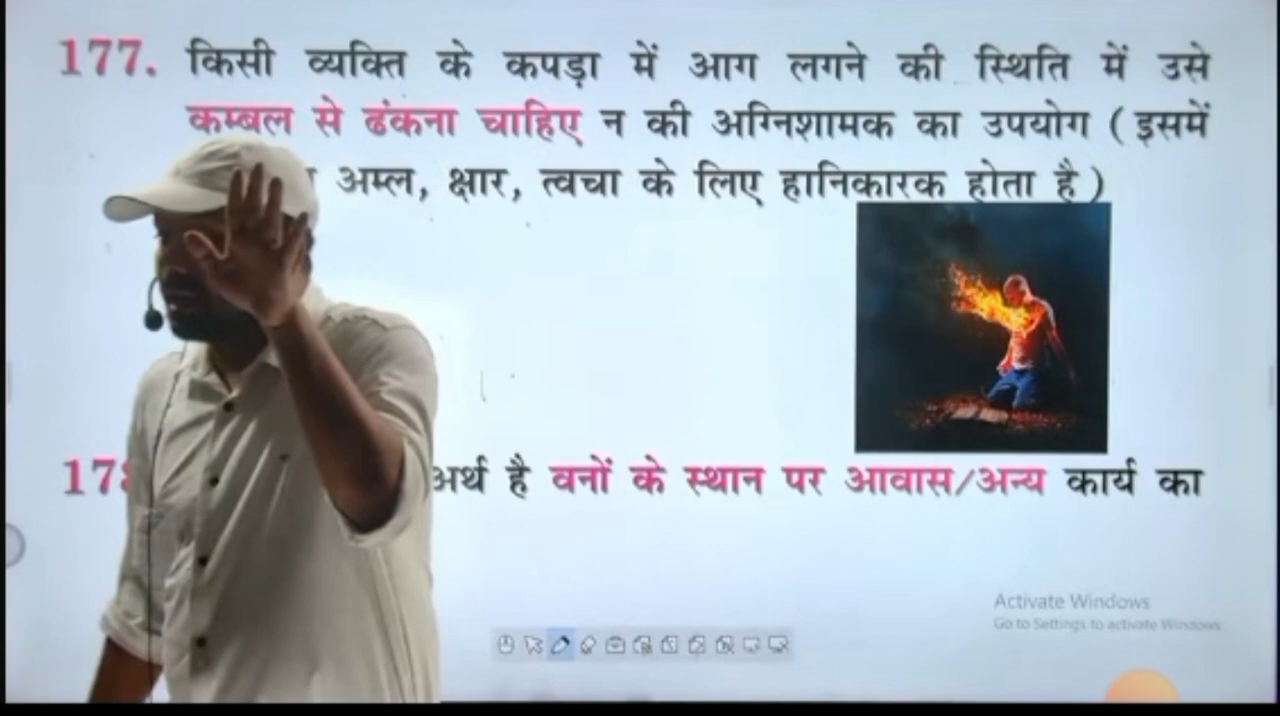 177. किसी व्यक्ति के कपड़ा में आग लगने की स्थिति में उसे
कम्बल से ढंकना चाहिए न की अग्निशामक का उपयोग ( इसमें
अम्ल, क्षार, त्वचा के लिए हानिकारक होता है )
अर्थ है वनों के स्थान पर आवास/अन्य कार्य का
Activate Windows
Go to Settings to activate Windows.